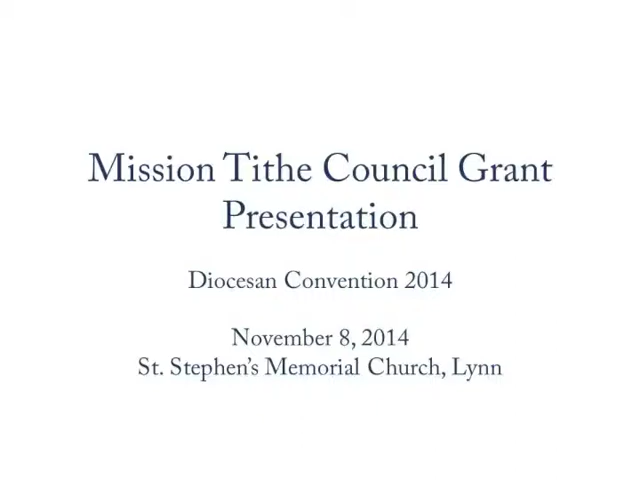 Mission Tithe Council Grant
Presentation
Diocesan Convention 2014
November 8, 2014
St. Stephen’s Memorial Church, Lynn